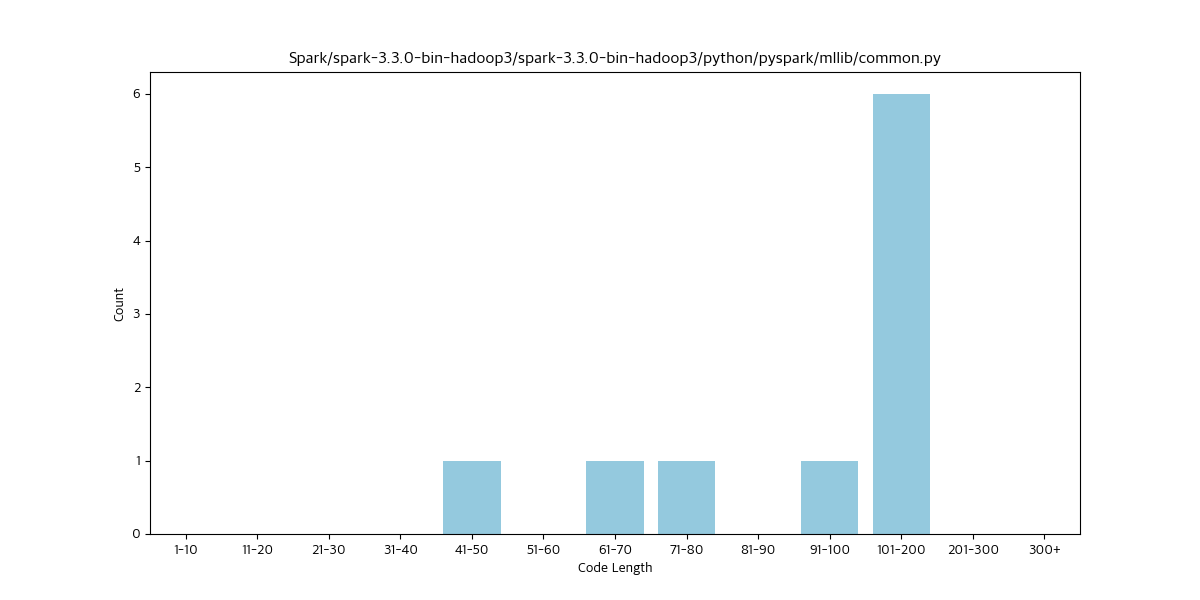 Spark/spark-3.3.0-bin-hadoop3/spark-3.3.0-bin-hadoop3/python/pyspark/mllib/common.py
6
5
4
3
2
1
0
Count
1-10 11-20 21-30 31-40 41-50 51-60 61-70 71-80 81-90 91-100 101-200 201-300 300+
Code Length